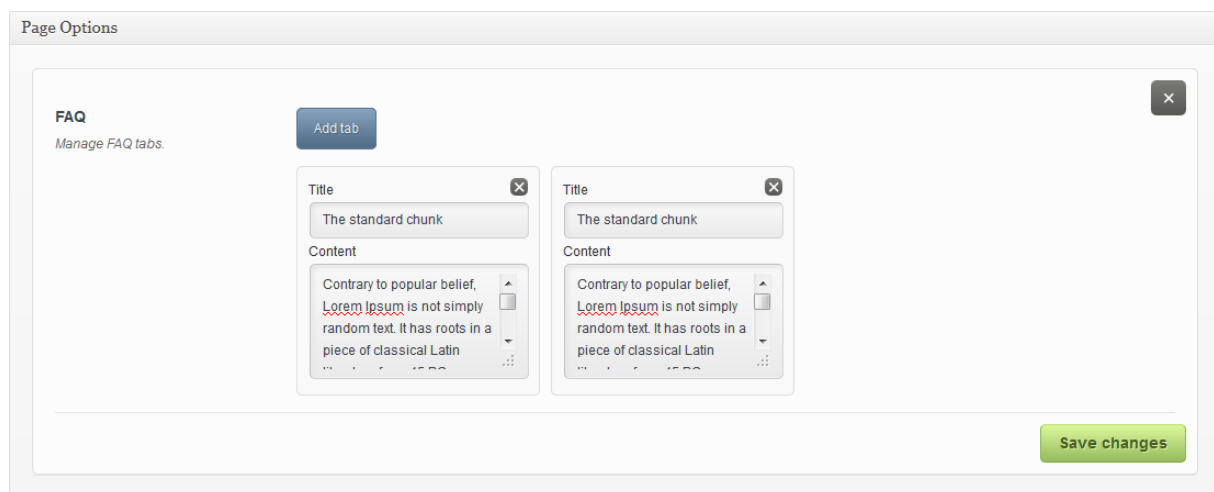 Page Options
FAQ
Manage FAQ tabs.
Add tab
Title
The standard chunk
Content
Contrary to popular belief,
Lorem Ipsum is not simply
random text. It has roots in a
piece of classical Latin
Title
The standard chunk
Content
Contrary to popular belief,
Lorem Ipsum is not simply
random text. It has roots in a
piece of classical Latin
Save changes